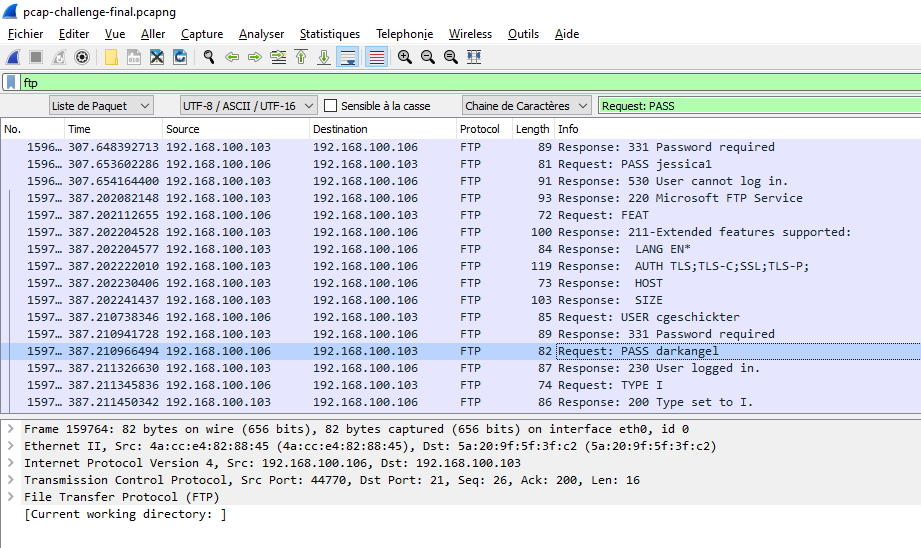 pcap-challenge-final.pcapng
Fichier Editer Vue Aller Capture Analyser Statistiques Telephonie Wireless Outils Aide
ftp
Liste de Paquet UTF-8 / ASCII / UTF-16 Sensible à la casse Chaine de Caractères Request: PASS
No. Time Source Destination Protocol Length Info
1596… 307.648392713 192.168.100.103 192.168.100.106 FTP 89 Response: 331 Password required
1596… 307.653602286 192.168.100.106 192.168.100.103 FTP 81 Request: PASS jessica1
1596… 307.654164400 192.168.100.103 192.168.100.106 FTP 91 Response: 530 User cannot log in.
1597… 387.202082148 192.168.100.103 192.168.100.106 FTP 93 Response: 220 Microsoft FTP Service
1597… 387.202112655 192.168.100.106 192.168.100.103 FTP 72 Request: FEAT
1597… 387.202204528 192.168.100.103 192.168.100.106 FTP 100 Response: 211-Extended features supported:
1597… 387.202204577 192.168.100.103 192.168.100.106 FTP 84 Response: LANG EN*
1597… 387.202222010 192.168.100.103 192.168.100.106 FTP 119 Response: AUTH TLS;TLS-C;SSL;TLS-P;
1597… 387.202230406 192.168.100.103 192.168.100.106 FTP 73 Response: HOST
1597… 387.202241437 192.168.100.103 192.168.100.106 FTP 103 Response: SIZE
1597… 387.210738346 192.168.100.106 192.168.100.103 FTP 85 Request: USER cgeschickter
1597… 387.210941728 192.168.100.103 192.168.100.106 FTP 89 Response: 331 Password required
1597… 387.210966494 192.168.100.106 192.168.100.103 FTP 82 Request: PASS darkangel
1597… 387.211326630 192.168.100.103 192.168.100.106 FTP 87 Response: 230 User logged in.
1597… 387.211345836 192.168.100.106 192.168.100.103 FTP 74 Request: TYPE I
1597… 387.211450342 192.168.100.103 192.168.100.106 FTP 86 Response: 200 Type set to I.
Frame 159764: 82 bytes on wire (656 bits), 82 bytes captured (656 bits) on interface eth0, id 0
Ethernet II, Src: 4a:cc:e4:82:88:45 (4a:cc:e4:82:88:45), Dst: 5a:20:9f:5f:3f:c2 (5a:20:9f:5f:3f:c2)
Internet Protocol Version 4, Src: 192.168.100.106, Dst: 192.168.100.103
Transmission Control Protocol, Src Port: 44770, Dst Port: 21, Seq: 26, Ack: 200, Len: 16
File Transfer Protocol (FTP)
[Current working directory: ]